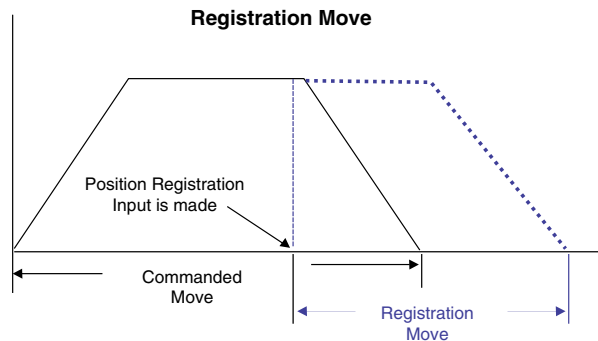 Registration Move
Position Registration
Input is made
Commanded
Move
Registration
Move